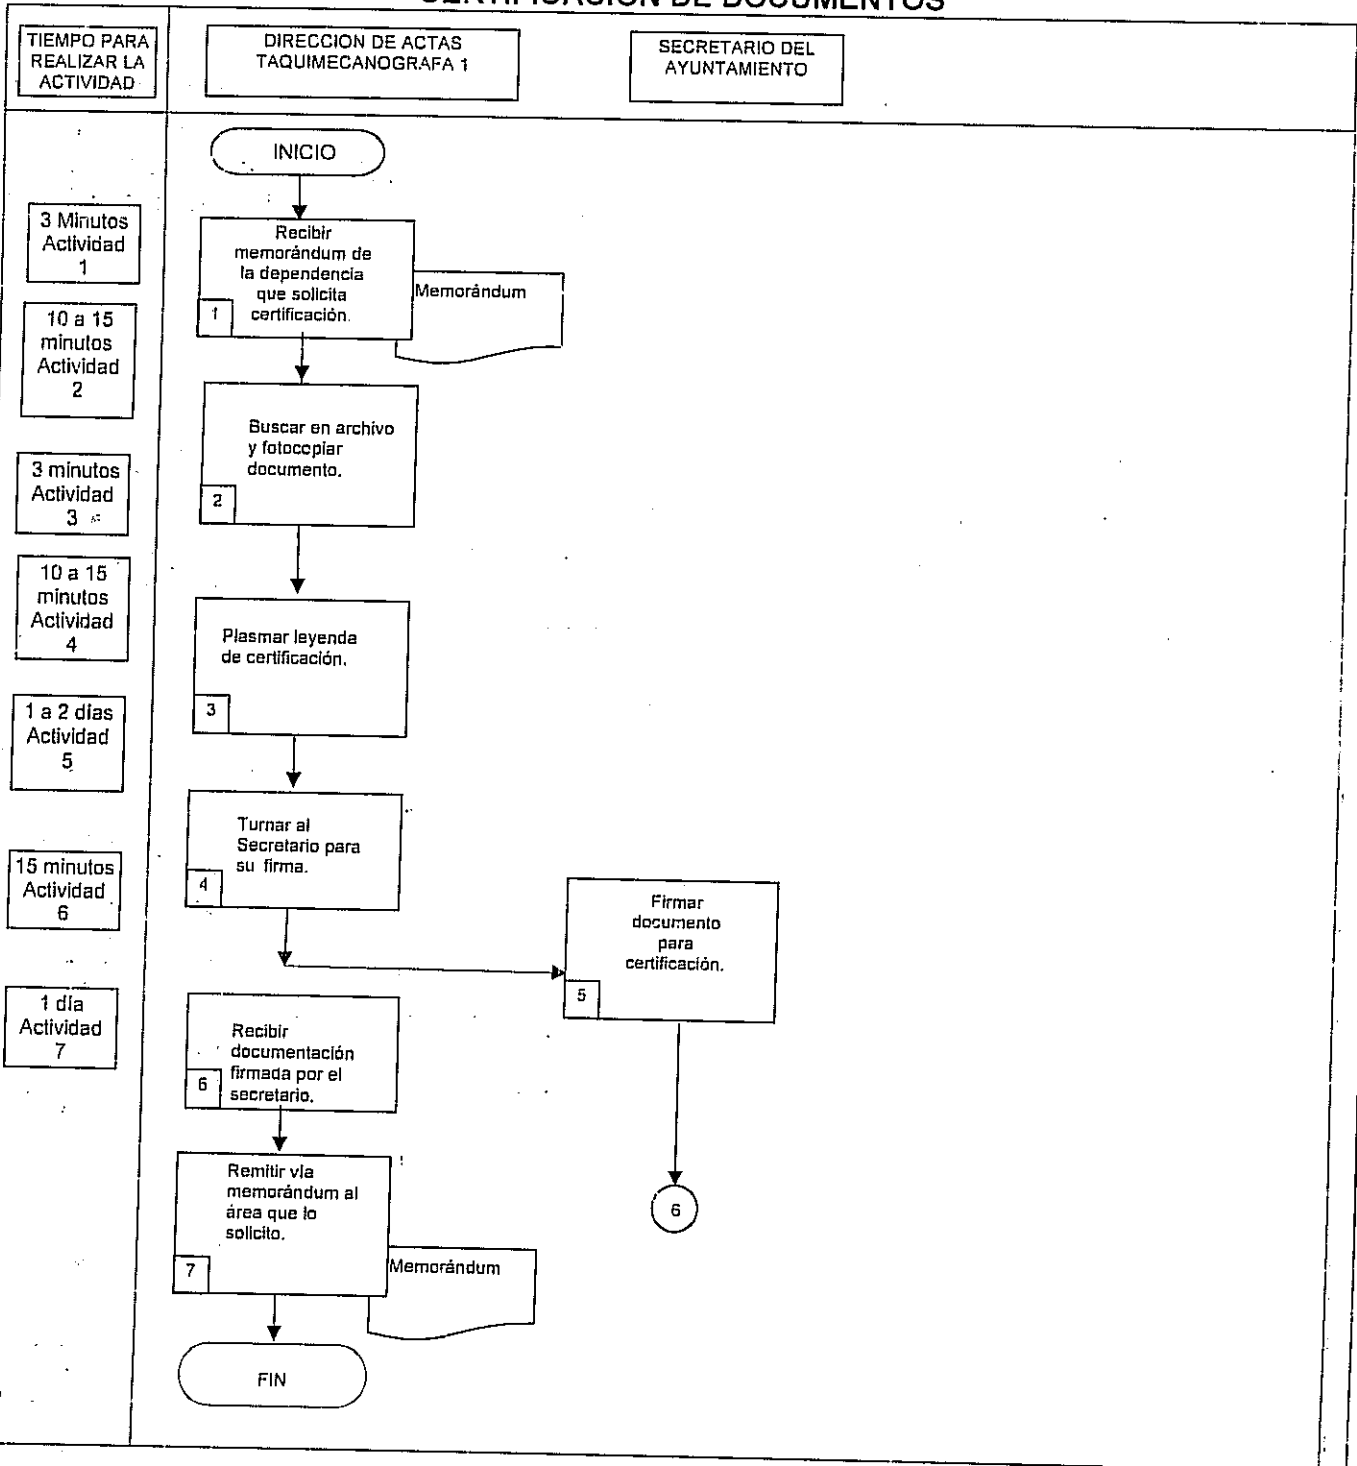 CERTIFICACION DE DOCUMENTOS
TIEMPO PARA
REALIZAR LA
ACTIVIDAD
DIRECCION DE ACTAS
TAQUIMECANOGRAFA 1
SECRETARIO DEL
AYUNTAMIENTO
INICIO
3 Minutos
Actividad
1
Recibir
memorándum de
la dependencia
que solicita
certificación.
1
Memorándum
10 a 15
minutos
Actividad
2
Buscar en archivo
y fotocopiar
documento.
2
3 minutos
Actividad
3
10 a 15
minutos
Actividad
4
Plasmar leyenda
de certificación.
3
1 a 2 días
Actividad
5
Turnar al
Secretario para
su firma.
4
15 minutos
Actividad
6
Firmar
documento
para
certificación.
5
1 día
Actividad
7
Recibir
documentación
firmada por el
secretario.
6
Remitir vía
memorándum al
área que lo
solicito.
7
Memorándum
6
FIN